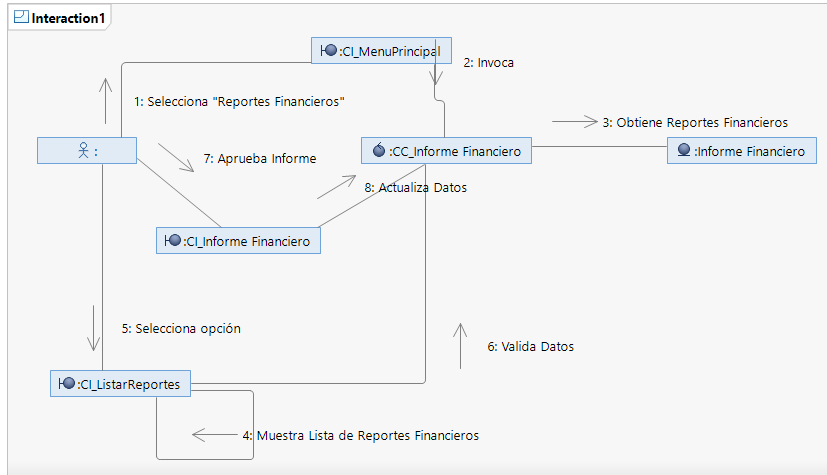 Interaction1
:CI_MenuPrincipal
2: Invoca
1: Selecciona "Reportes Financieros"
3: Obtiene Reportes Financieros
:
:CC_Informe Financiero
:Informe Financiero
7: Aprueba Informe
8: Actualiza Datos
:CI_Informe Financiero
5: Selecciona opción
6: Valida Datos
:CI_ListarReportes
4: Muestra Lista de Reportes Financieros